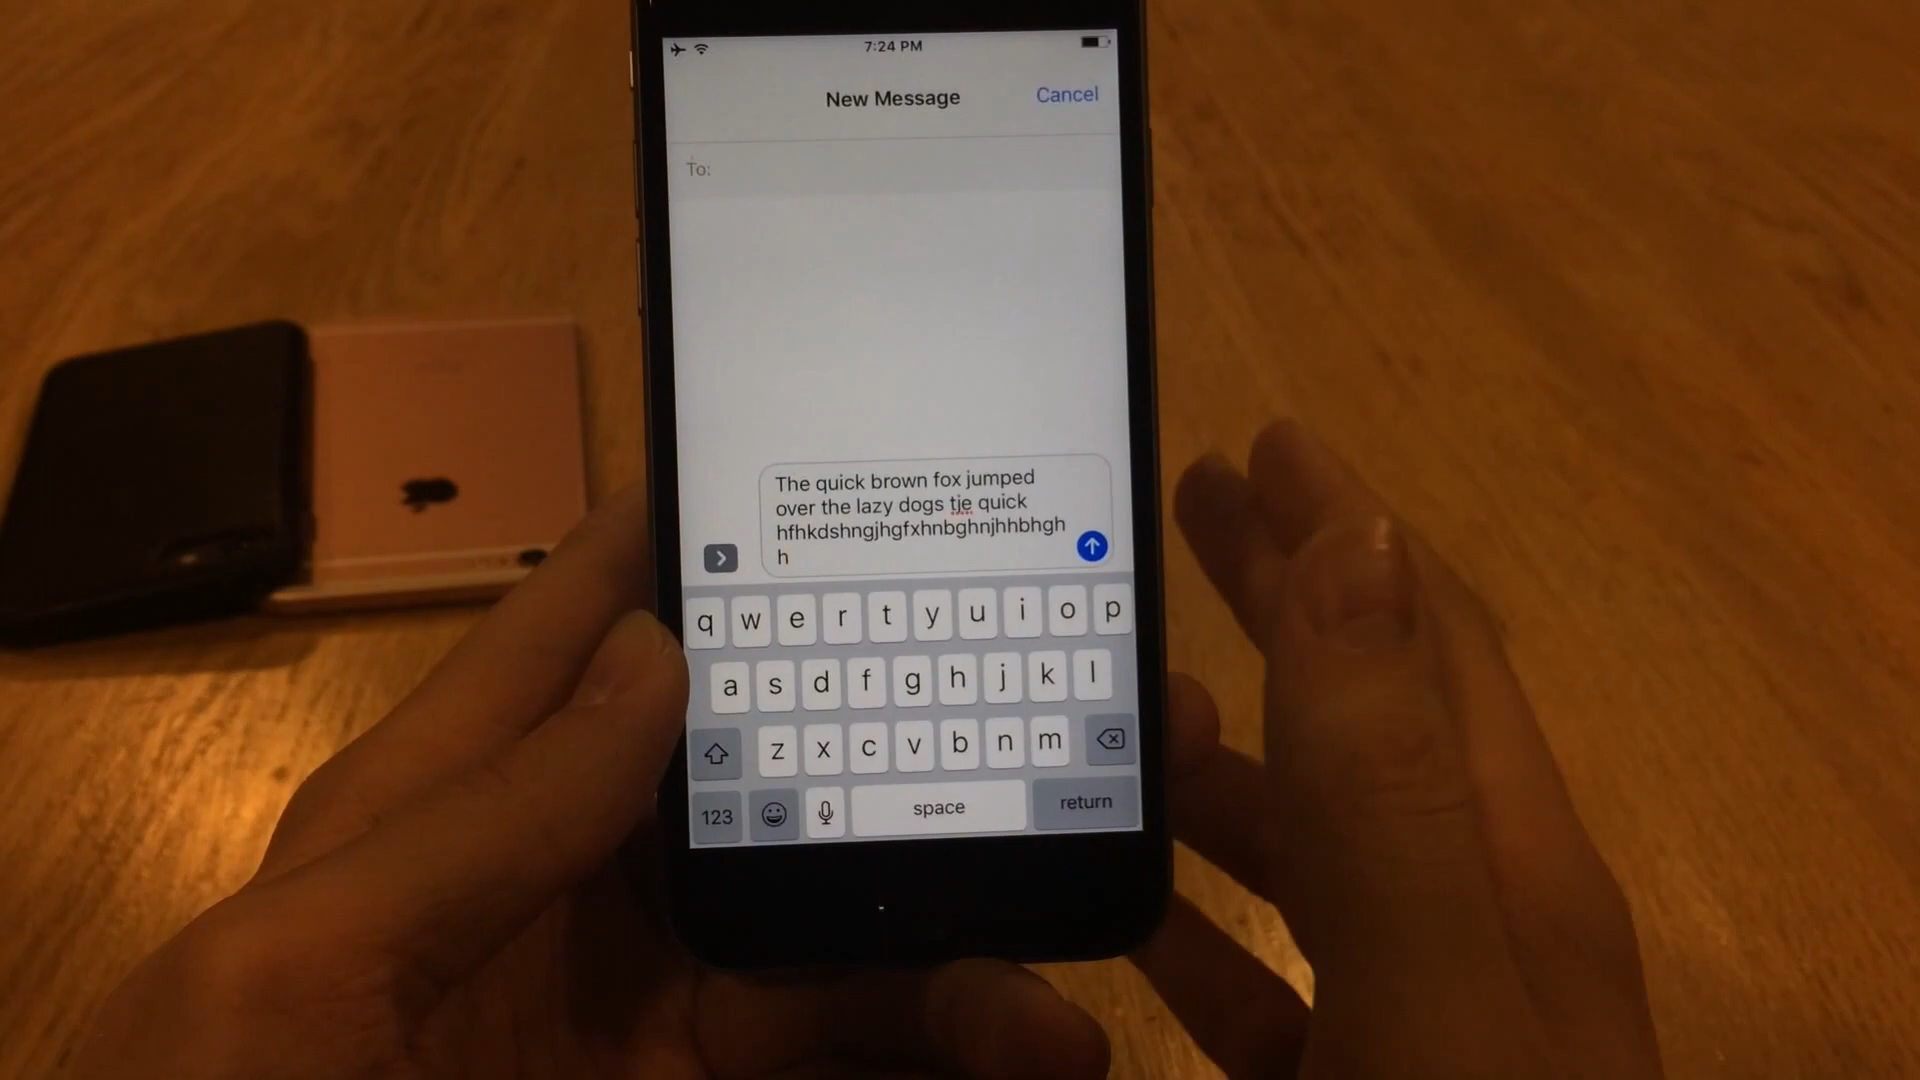 7:24 PM
New Message
Cancel
To:
The quick brown fox jumped
over the lazy dogs tje quick
hfhkdshngjhgfxhnbghnjhhbhgh
h
q w e r t y u i o p
a s d f g h j k l
z x c v b n m
123 space return